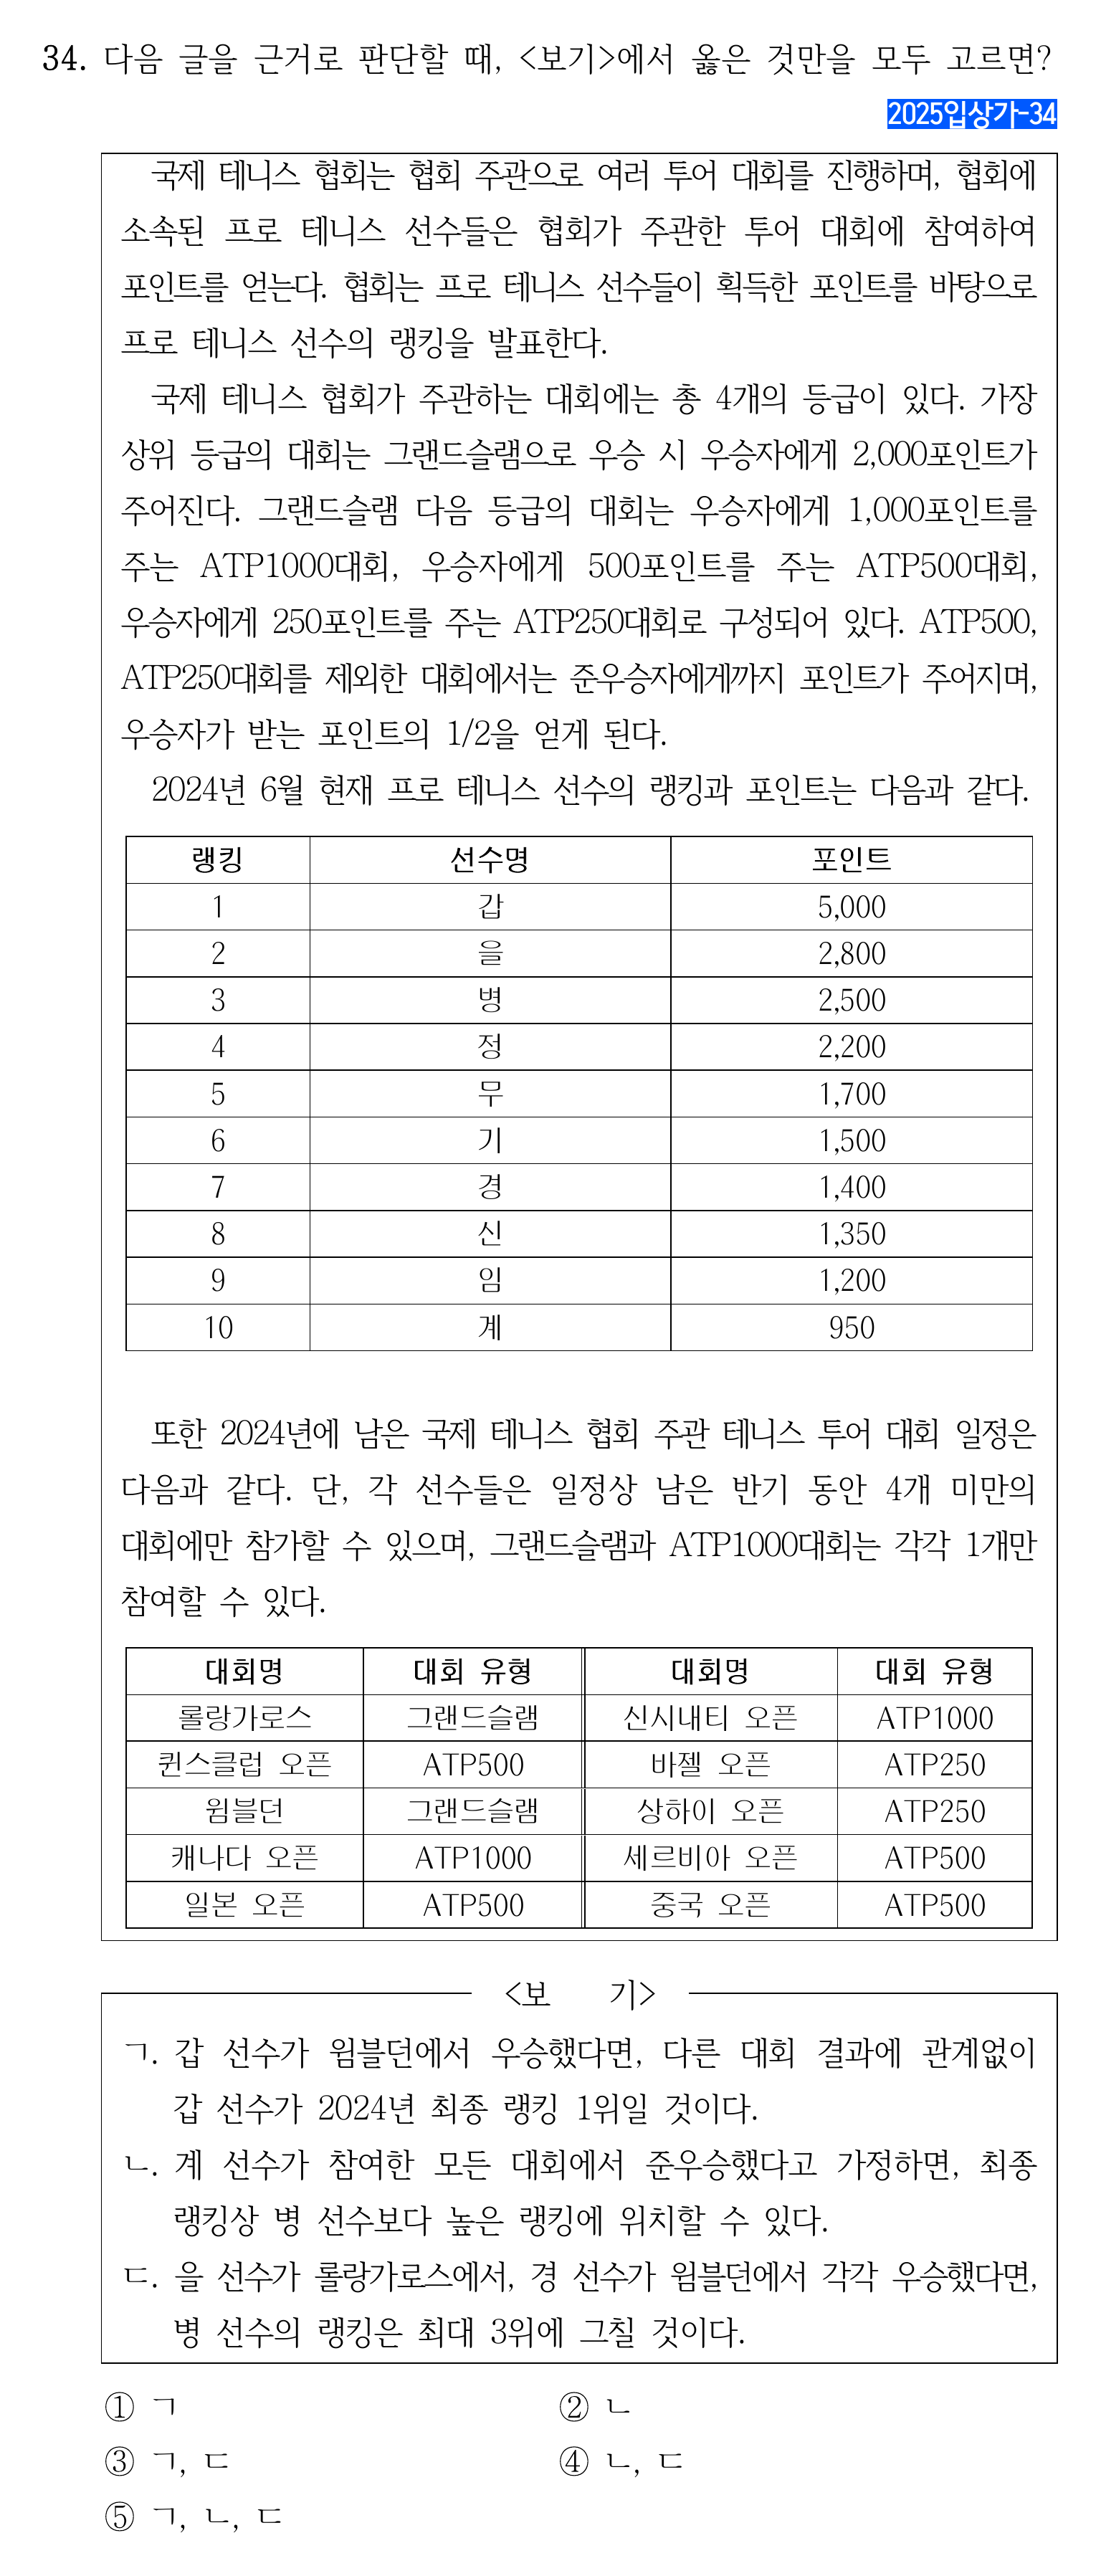 34. 다음 글을 근거로 판단할 때, <보기>에서 옳은 것만을 모두 고르면?
2025입상가-34
국제 테니스 협회는 협회 주관으로 여러 투어 대회를 진행하며, 협회에
소속된 프로 테니스 선수들은 협회가 주관한 투어 대회에 참여하여
포인트를 얻는다. 협회는 프로 테니스 선수들이 획득한 포인트를 바탕으로
프로 테니스 선수의 랭킹을 발표한다.
국제 테니스 협회가 주관하는 대회에는 총 4개의 등급이 있다. 가장
상위 등급의 대회는 그랜드슬램으로 우승 시 우승자에게 2,000포인트가
주어진다. 그랜드슬램 다음 등급의 대회는 우승자에게 1,000포인트를
주는 ATP1000대회, 우승자에게 500포인트를 주는 ATP500대회,
우승자에게 250포인트를 주는 ATP250대회로 구성되어 있다. ATP500,
ATP250대회를 제외한 대회에서는 준우승자에게까지 포인트가 주어지며,
우승자가 받는 포인트의 1/2을 얻게 된다.
2024년 6월 현재 프로 테니스 선수의 랭킹과 포인트는 다음과 같다.
랭킹 선수명 포인트
1 갑 5,000
2 을 2,800
3 병 2,500
4 정 2,200
5 무 1,700
6 기 1,500
7 경 1,400
8 신 1,350
9 임 1,200
10 계 950
또한 2024년에 남은 국제 테니스 협회 주관 테니스 투어 대회 일정은
다음과 같다. 단, 각 선수들은 일정상 남은 반기 동안 4개 미만의
대회에만 참가할 수 있으며, 그랜드슬램과 ATP1000대회는 각각 1개만
참여할 수 있다.
대회명 대회 유형 대회명 대회 유형
롤랑가로스 그랜드슬램 신시내티 오픈 ATP1000
퀸스클럽 오픈 ATP500 바젤 오픈 ATP250
윔블던 그랜드슬램 상하이 오픈 ATP250
캐나다 오픈 ATP1000 세르비아 오픈 ATP500
일본 오픈 ATP500 중국 오픈 ATP500
<보 기>
ㄱ. 갑 선수가 윔블던에서 우승했다면, 다른 대회 결과에 관계없이
갑 선수가 2024년 최종 랭킹 1위일 것이다.
ㄴ. 계 선수가 참여한 모든 대회에서 준우승했다고 가정하면, 최종
랭킹상 병 선수보다 높은 랭킹에 위치할 수 있다.
ㄷ. 을 선수가 롤랑가로스에서, 경 선수가 윔블던에서 각각 우승했다면,
병 선수의 랭킹은 최대 3위에 그칠 것이다.
① ㄱ ② ㄴ
③ ㄱ, ㄷ ④ ㄴ, ㄷ
⑤ ㄱ, ㄴ, ㄷ